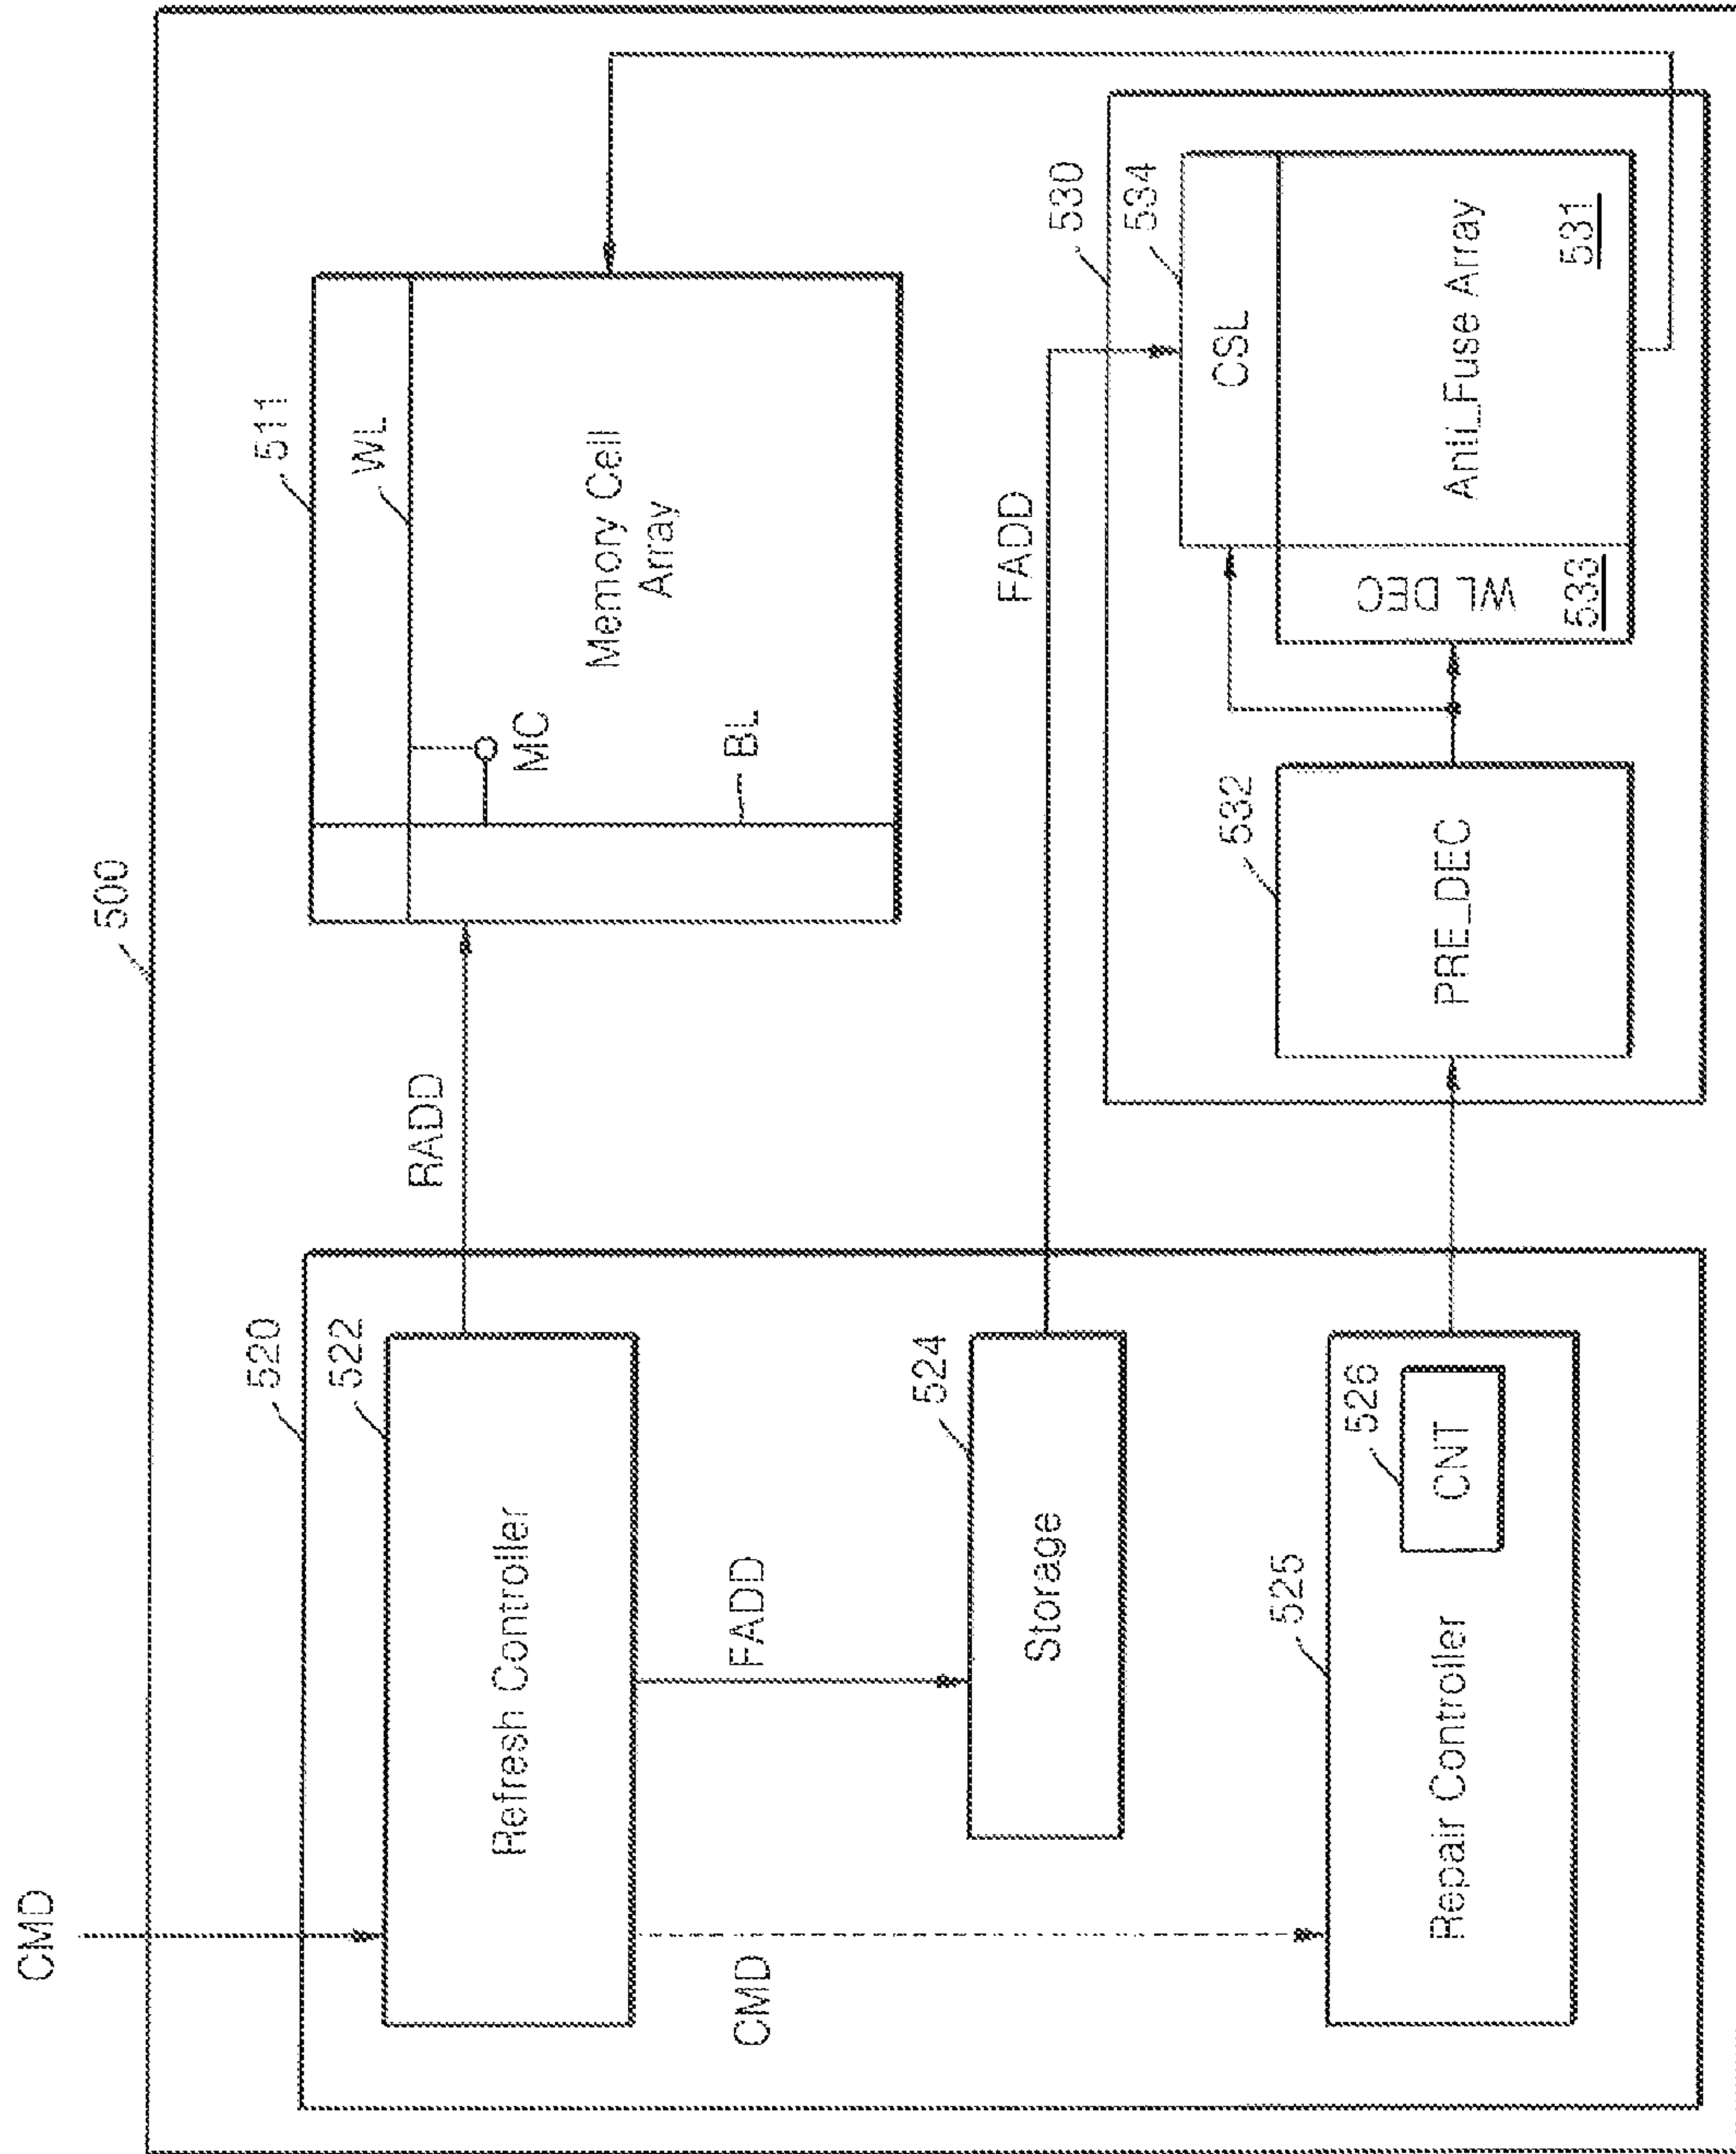 500
CMD
520
522
Refresh Controller
RADD
511
WL
MC
Memory Cell
Array
BL
CMD
FADD
524
Storage
FADD
525
Repair Controller
526
CNT
530
532
PRE_DEC
534
CSL
WL DEC
533
Anti_Fuse Array
531